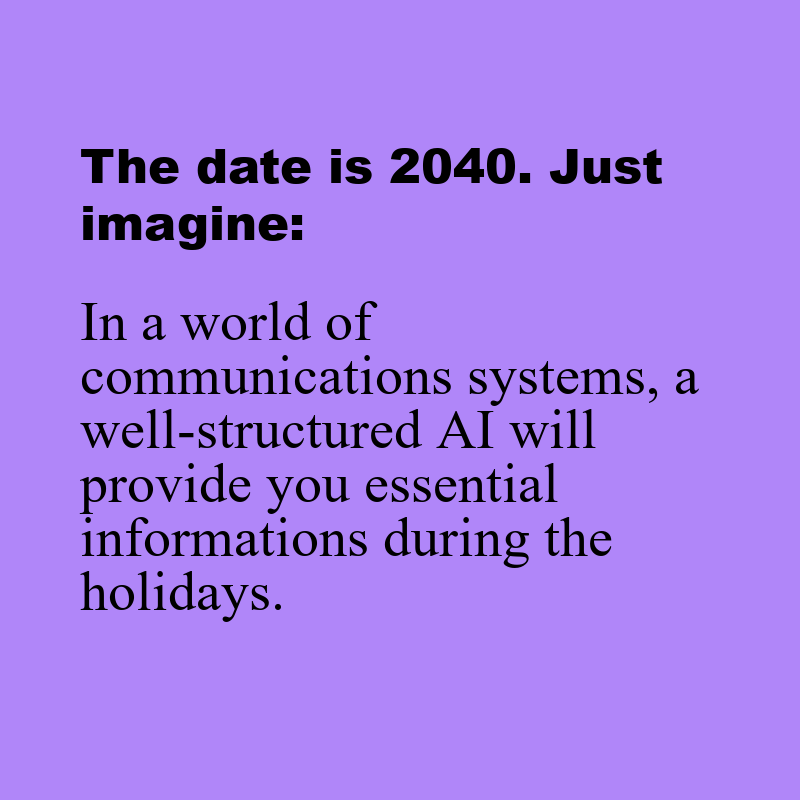 The date is 2040. Just
imagine:
In a world of
communications systems, a
well-structured AI will
provide you essential
informations during the
holidays.